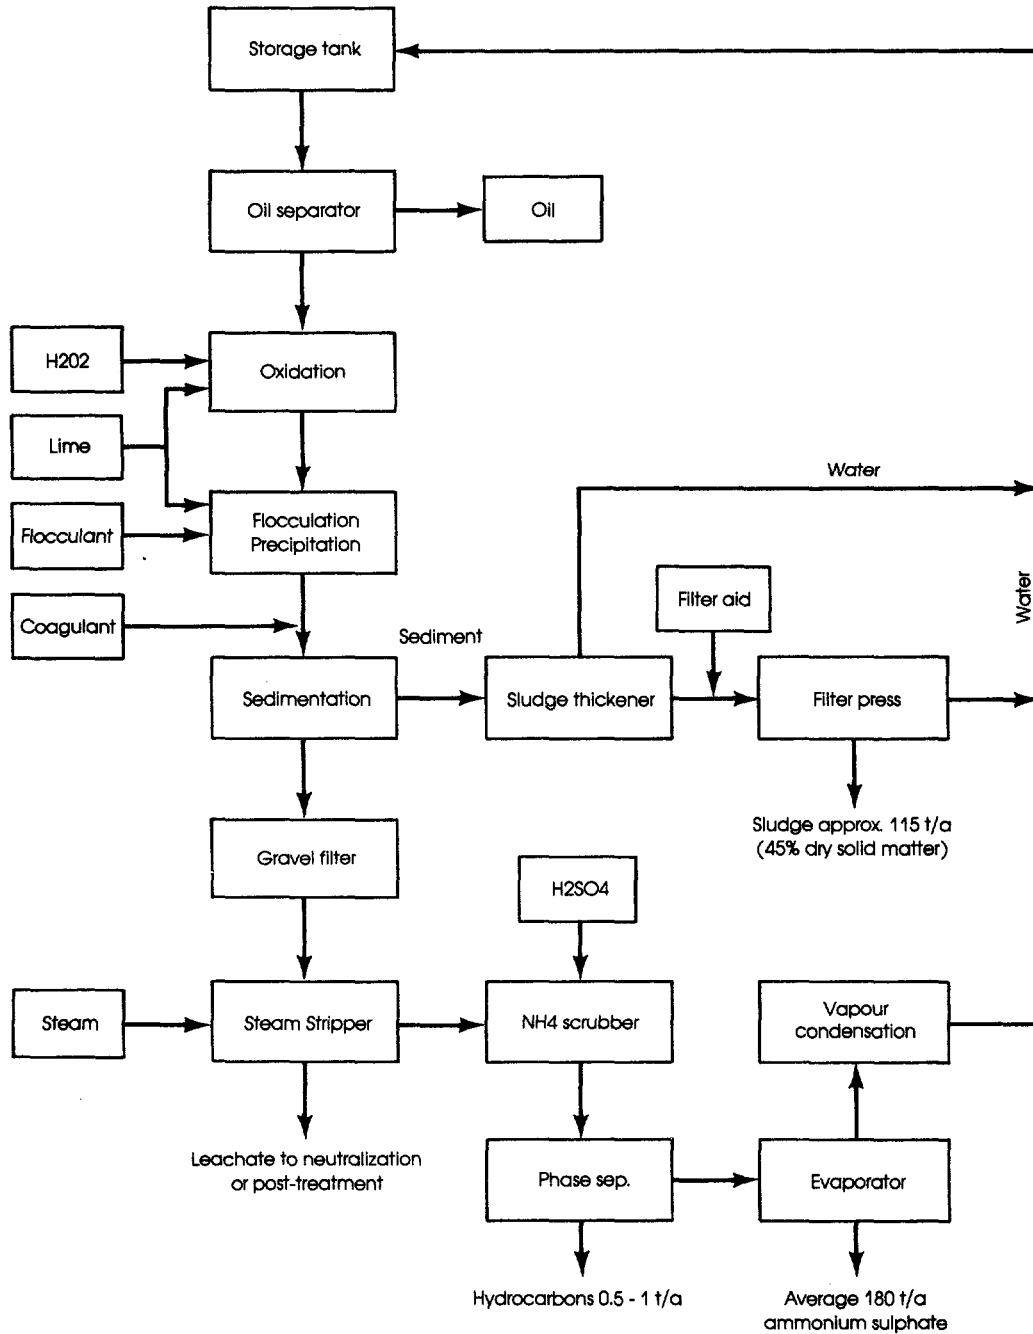 Storage tank
Oil separator
Oil
H202
Oxidation
Lime
Water
Flocculant
Flocculation
Precipitation
Filter aid
Water
Coagulant
Sediment
Sedimentation
Sludge thickener
Filter press
Sludge approx. 115 t/a
(45% dry solid matter)
Gravel filter
H2SO4
Steam
Steam Stripper
NH4 scrubber
Vapour
condensation
Leachate to neutralization
or post-treatment
Phase sep.
Evaporator
Hydrocarbons 0.5 - 1 t/a
Average 180 t/a
ammonium sulphate